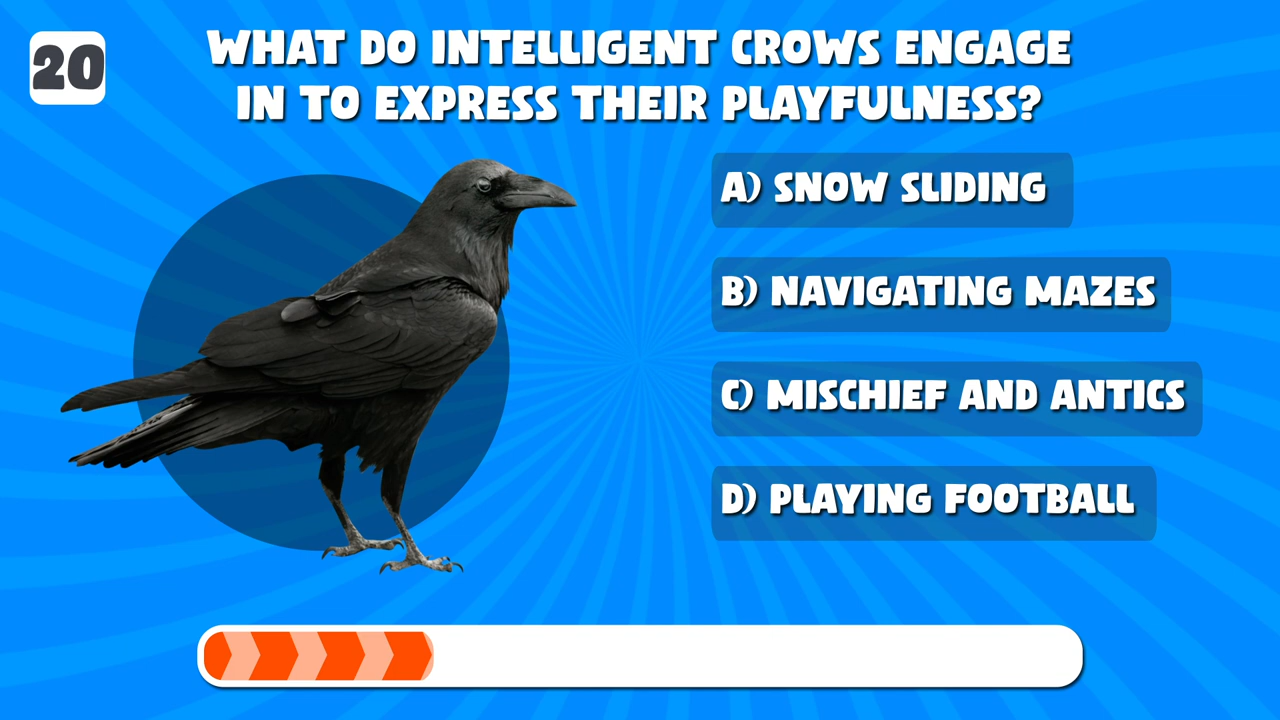 20
WHAT DO INTELLIGENT CROWS ENGAGE
IN TO EXPRESS THEIR PLAYFULNESS?
A) SNOW SLIDING
B) NAVIGATING MAZES
C) MISCHIEF AND ANTICS
D) PLAYING FOOTBALL